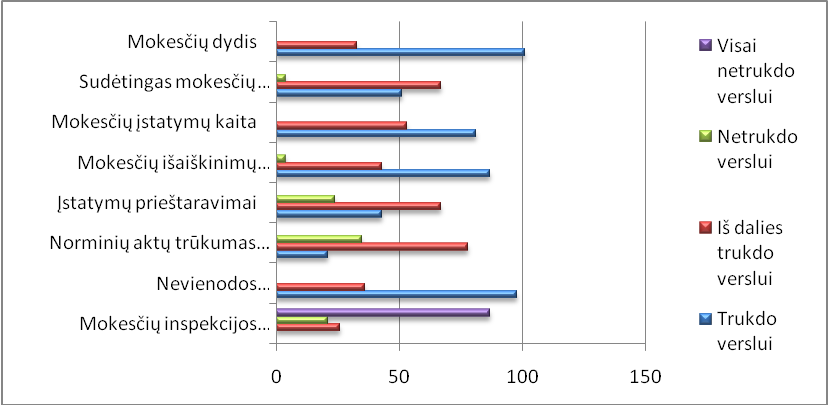 Mokesčių dydis
Sudėtingas mokesčių...
Mokesčių įstatymų kaita
Mokesčių išaiškinimų...
Įstatymų prieštaravimai
Norminių aktų trūkumas...
Nevienodos...
Mokesčių inspekcijos...
0 50 100 150
Visai
netrukdo
verslui
Netrukdo
verslui
Iš dalies
trukdo
verslui
Trukdo
verslui